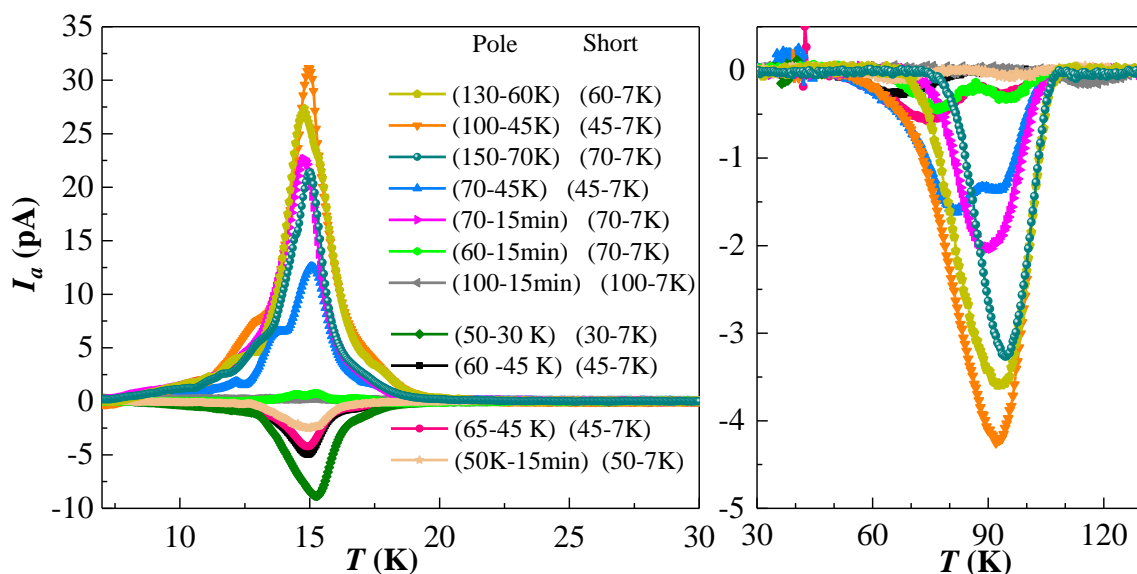 Pole Short
(130-60K) (60-7K)
(100-45K) (45-7K)
(150-70K) (70-7K)
(70-45K) (45-7K)
(70-15min) (70-7K)
(60-15min) (70-7K)
(100-15min) (100-7K)
(50-30 K) (30-7K)
(60 -45 K) (45-7K)
(65-45 K) (45-7K)
(50K-15min) (50-7K)
35
30
25
20
15
10
5
0
-5
-10
I_a (pA)
10 15 20 25 30
T (K)
0
-1
-2
-3
-4
-5
30 60 90 120
T (K)